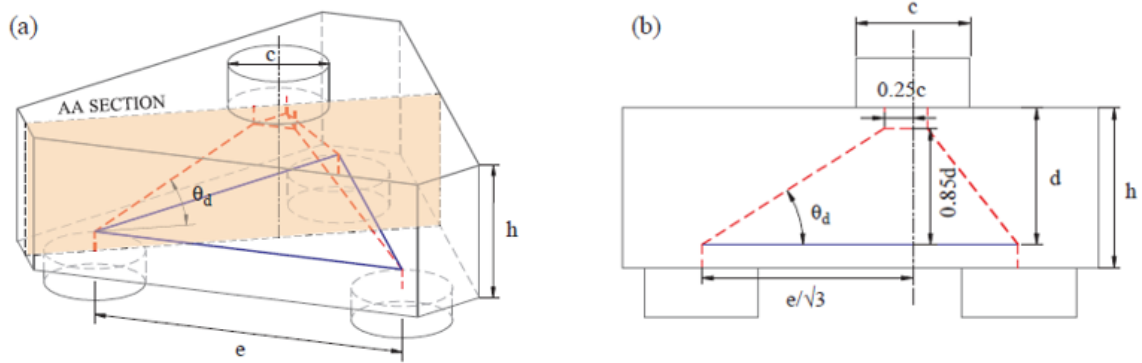 (a)
c
AA SECTION
θd
h
e
(b)
c
0.25c
0.85d
d
h
θd
e/√3